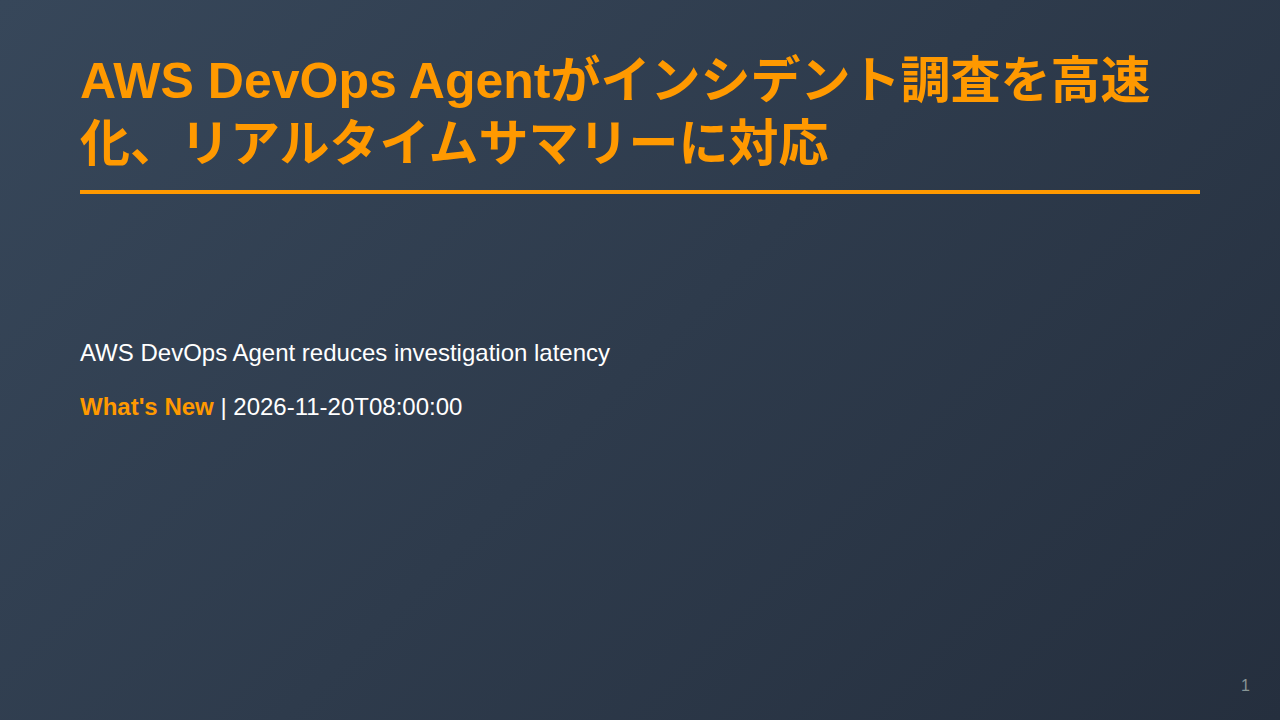 AWS DevOps Agentがインシデント調査を高速
化、リアルタイムサマリーに対応
AWS DevOps Agent reduces investigation latency
What's New | 2026-11-20T08:00:00
1